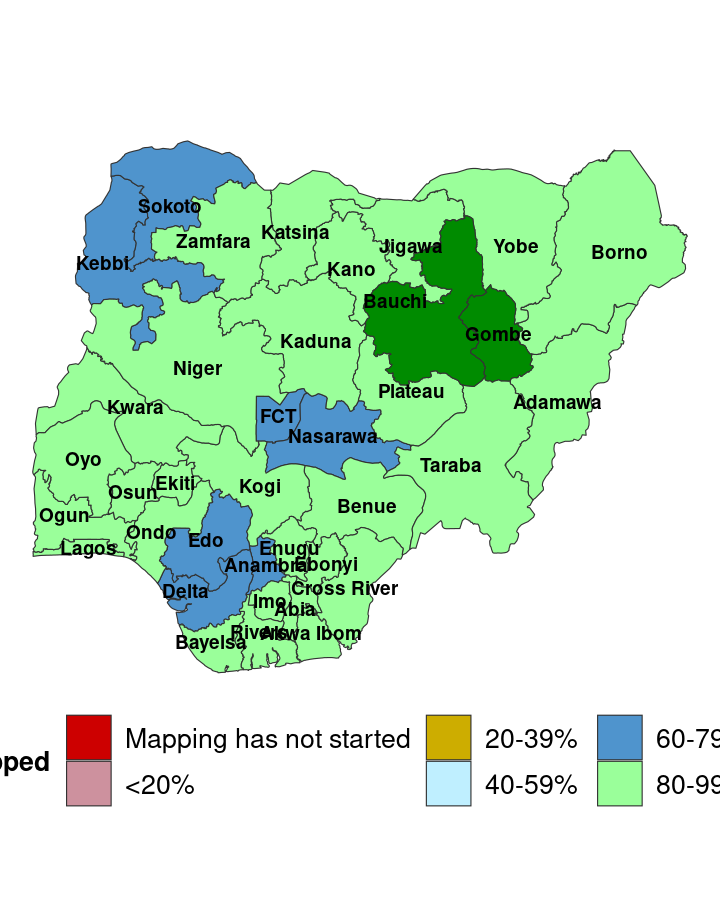 Sokoto
Katsina
Zamfara
Jigawa
Yobe
Borno
Kebbi
Kano
Bauchi
Gombe
Kaduna
Niger
Plateau
Adamawa
Kwara
FCT
Nasarawa
Oyo
Taraba
Ekiti
Kogi
Osun
Benue
Ogun
Ondo
Edo
Lagos
Enugu
Anambra
Ebonyi
Delta
Cross River
Imo
Abia
Rivers
Akwa Ibom
Bayelsa
Mapping has not started
20-39%
60-79
pped
<20%
40-59%
80-99